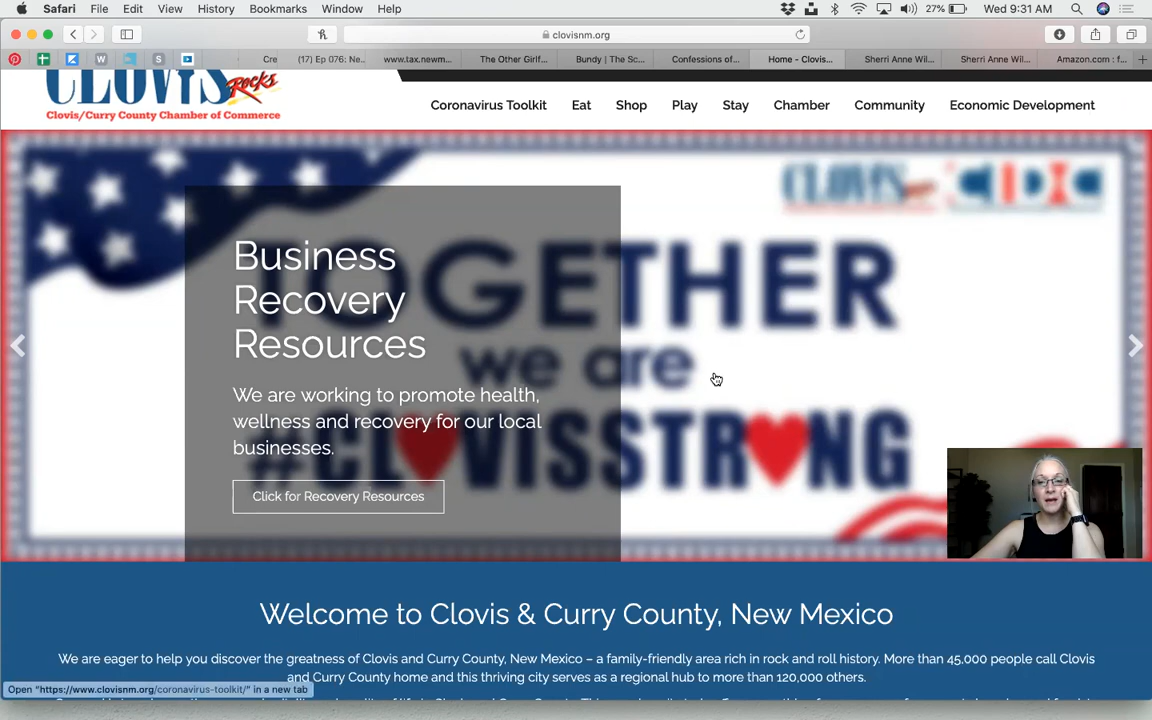 Safari File Edit View History Bookmarks Window Help 27% Wed 9:31 AM
clovisnm.org
Cre (17) Ep 076: Ne... www.tax.newm... The Other Girlf... Bundy | The Sc... Confessions of... Home - Clovis... Sherri Anne Wil... Sherri Anne Wil... Amazon.com : f...
CLOVIS Rocks
Clovis/Curry County Chamber of Commerce
Coronavirus Toolkit Eat Shop Play Stay Chamber Community Economic Development
CLOVIS CIDC
TOGETHER
we are
#CLOVISSTRONG
Business
Recovery
Resources
We are working to promote health,
wellness and recovery for our local
businesses.
Click for Recovery Resources
Welcome to Clovis & Curry County, New Mexico
We are eager to help you discover the greatness of Clovis and Curry County, New Mexico – a family-friendly area rich in rock and roll history. More than 45,000 people call Clovis
and Curry County home and this thriving city serves as a regional hub to more than 120,000 others.
Open "https://www.clovisnm.org/coronavirus-toolkit/" in a new tab